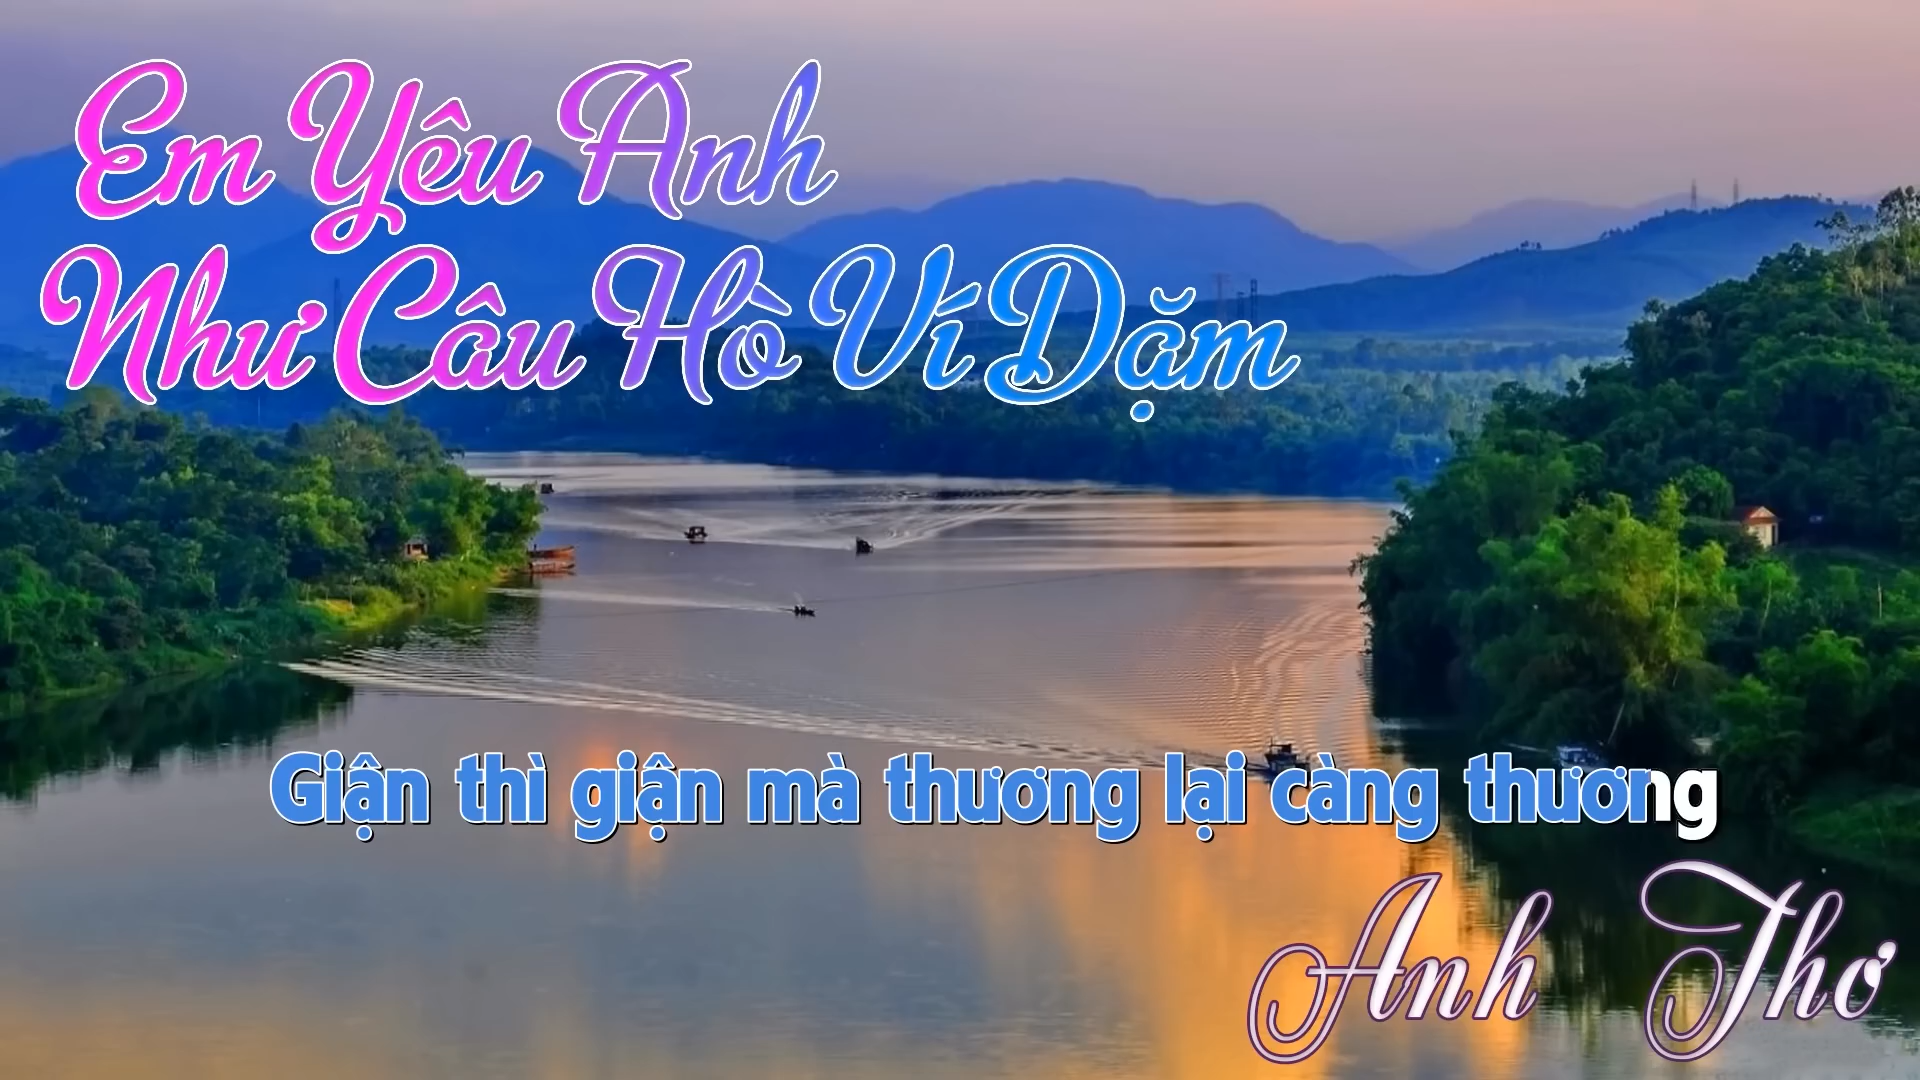 Em Yêu Anh
Như Câu Hò Ví Dặm
Giận thì giận mà thương lại càng thương
Anh Thơ